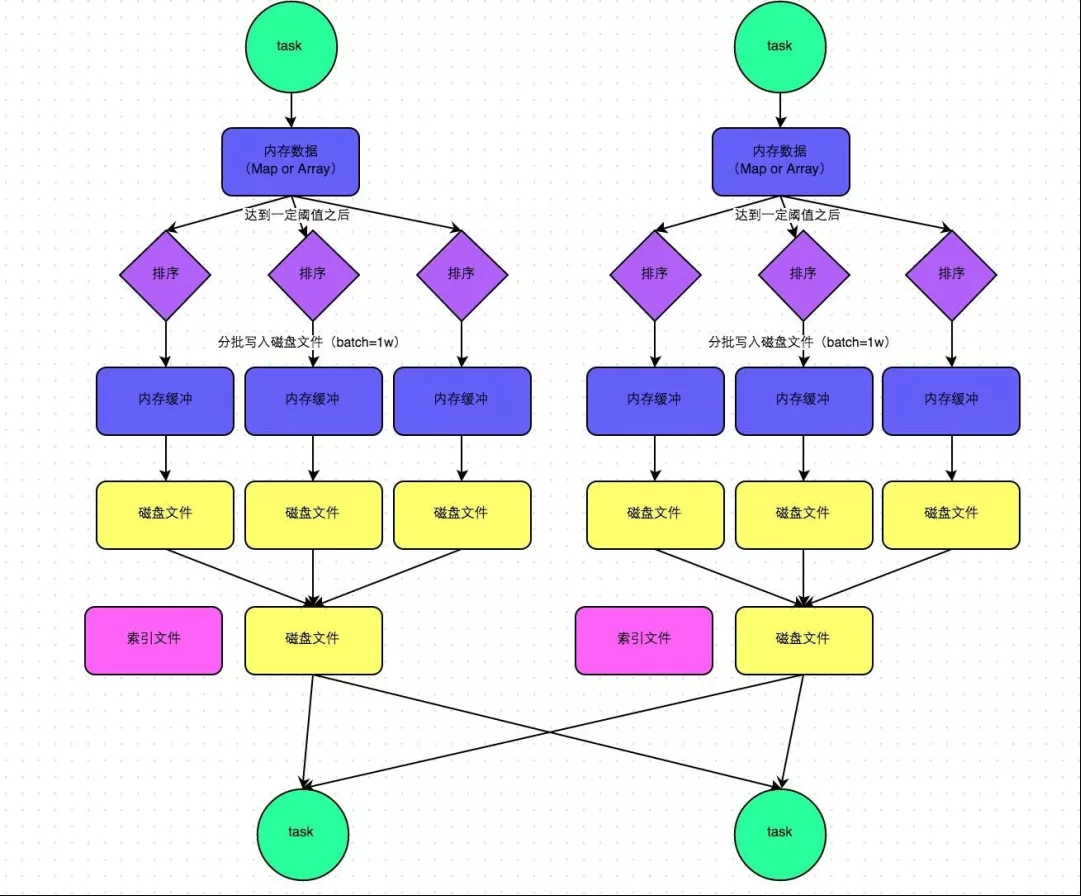 task
task
内存数据
（Map or Array）
内存数据
（Map or Array）
达到一定阈值之后
达到一定阈值之后
排序
排序
排序
排序
排序
排序
分批写入磁盘文件（batch=1w）
分批写入磁盘文件（batch=1w）
内存缓冲
内存缓冲
内存缓冲
内存缓冲
内存缓冲
内存缓冲
磁盘文件
磁盘文件
磁盘文件
磁盘文件
磁盘文件
磁盘文件
索引文件
磁盘文件
索引文件
磁盘文件
task
task